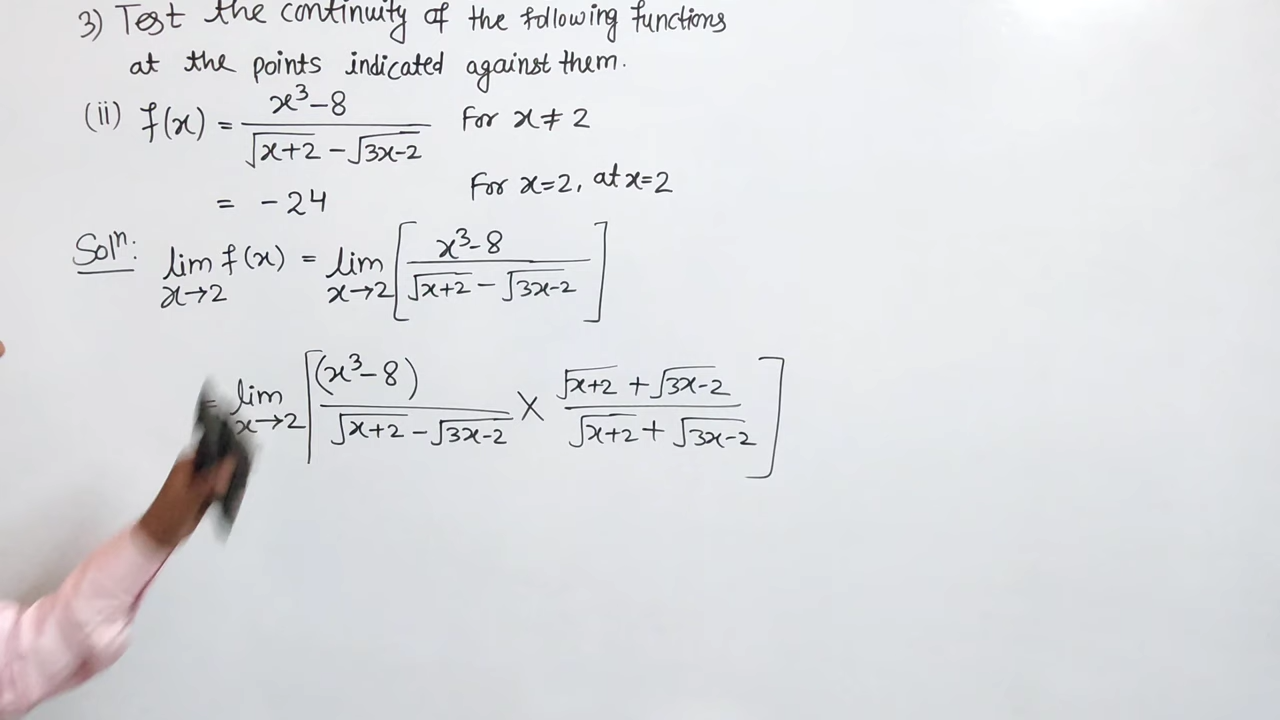 3) Test the continuity of the following functions
at the points indicated against them.
(ii) f(x) = x³-8 / √x+2 - √3x-2 For x ≠ 2
= -24 For x=2, at x=2
Solⁿ: lim x→2 f(x) = lim x→2 [x³-8 / √x+2 - √3x-2]
= lim x→2 [(x³-8) / √x+2 - √3x-2 × √x+2 + √3x-2 / √x+2 + √3x-2]